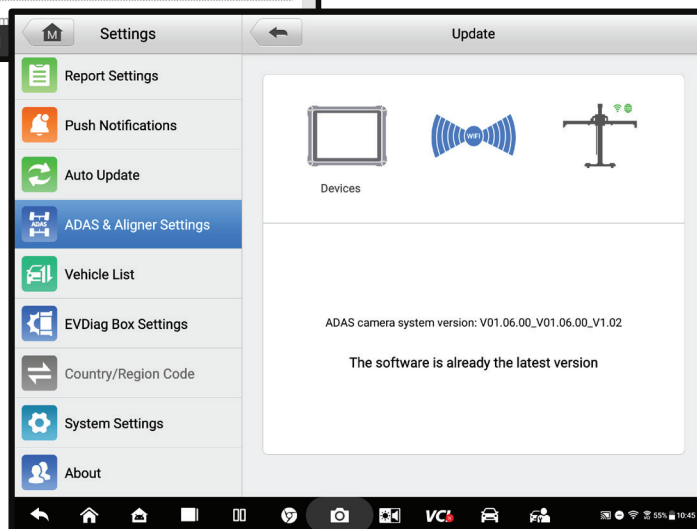 M
Settings
Update
Report Settings
Push Notifications
Auto Update
ADAS
ADAS & Aligner Settings
Vehicle List
EVDiag Box Settings
Country/Region Code
System Settings
About
WIFI
Devices
ADAS camera system version: V01.06.00_V01.06.00_V1.02
The software is already the latest version
VCI
55%
10:45